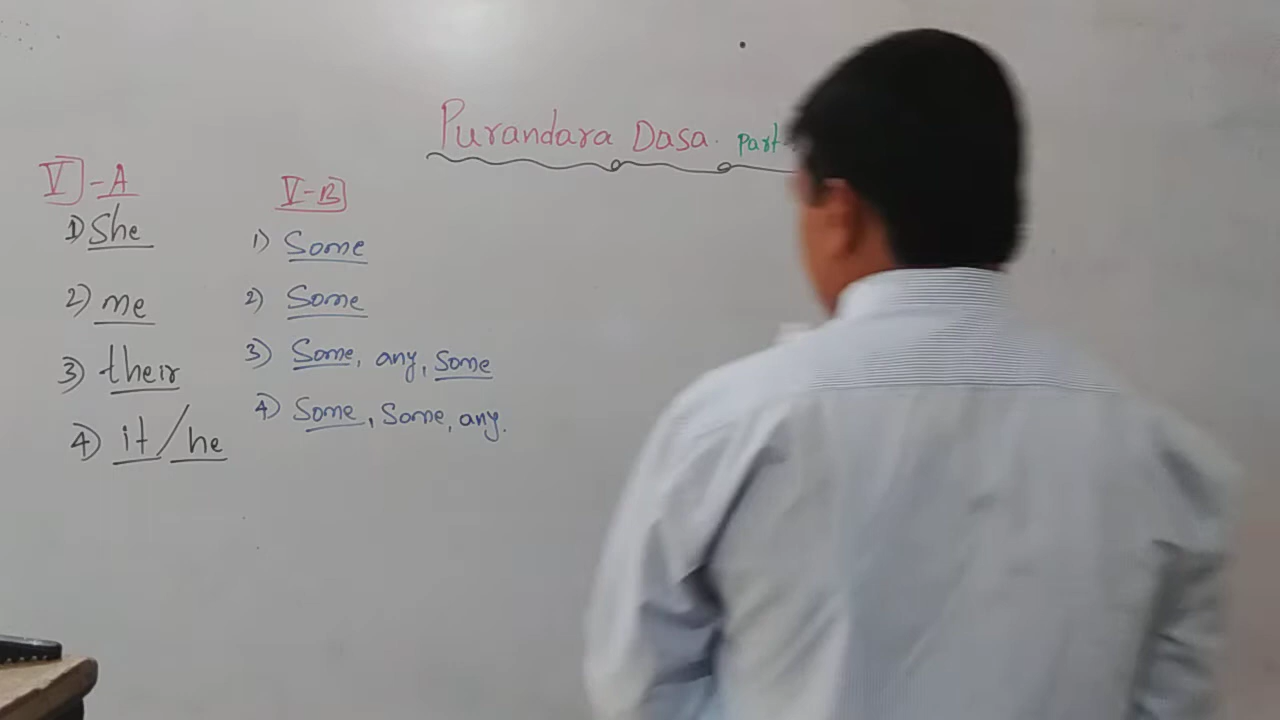 Purandara Dasa. part
V - A
1) She
2) me
3) their
4) it/he
V-B
1) Some
2) Some
3) Some, any, Some
4) Some, Some, any.